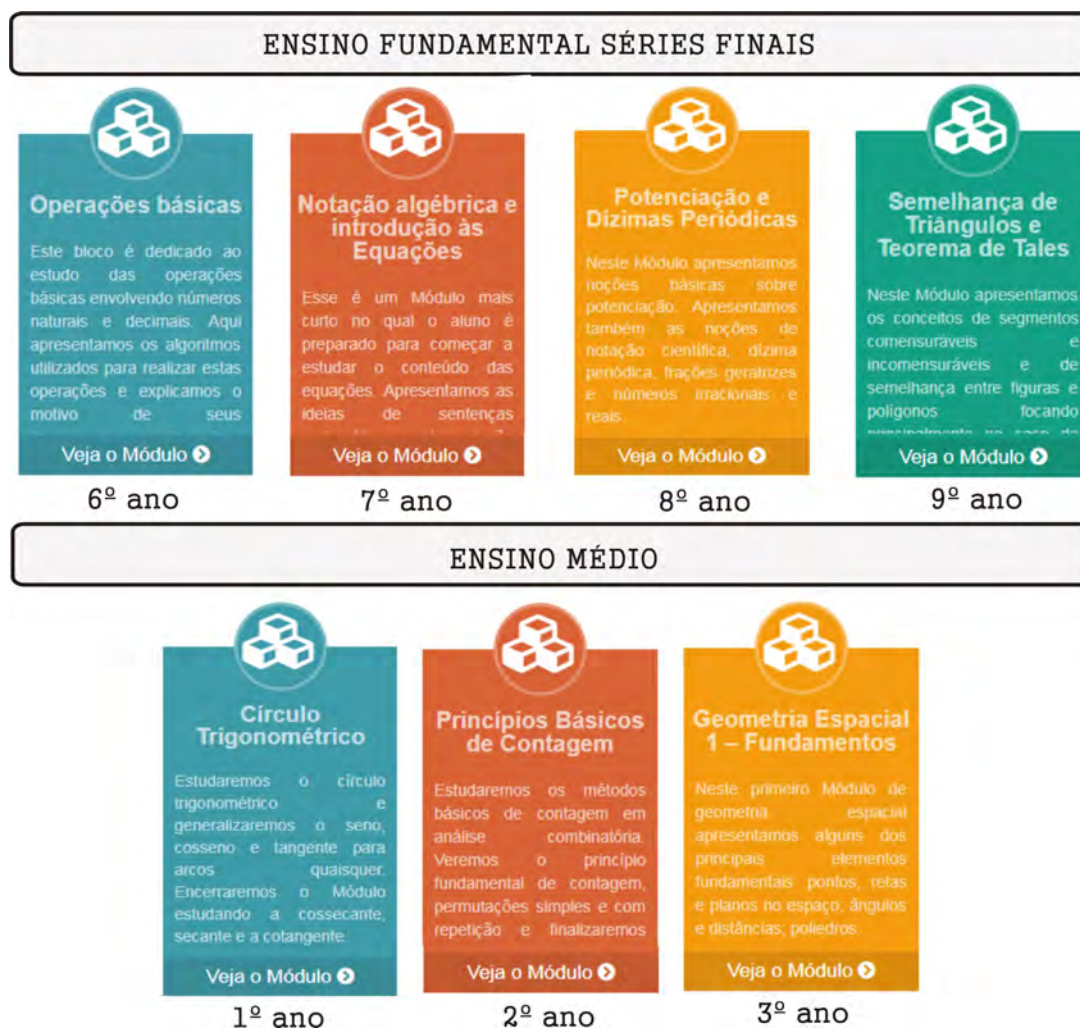 ENSINO FUNDAMENTAL SÉRIES FINAIS
Operações básicas
Este bloco é dedicado ao
estudo das operações
básicas envolvendo números
naturais e decimais. Aqui
apresentamos os algoritmos
utilizados para realizar estas
operações e explicamos o
motivo de seus
Veja o Módulo
6º ano
Notação algébrica e
introdução às
Equações
Esse é um Módulo mais
curto no qual o aluno é
preparado para começar a
estudar o conteúdo das
equações. Apresentamos as
ideias de sentenças
Veja o Módulo
7º ano
Potenciação e
Dízimas Periódicas
Neste Módulo apresentamos
noções básicas sobre
potenciação. Apresentamos
também as noções de
notação científica, dízima
periódica, frações geratrizes
e números irracionais e
reais.
Veja o Módulo
8º ano
Semelhança de
Triângulos e
Teorema de Tales
Neste Módulo apresentamos
os conceitos de segmentos
comensuráveis e
incomensuráveis e de
semelhança entre figuras e
polígonos focando
principalmente no caso de
Veja o Módulo
9º ano
ENSINO MÉDIO
Círculo
Trigonométrico
Estudaremos o círculo
trigonométrico e
generalizaremos o seno,
cosseno e tangente para
arcos quaisquer.
Encerraremos o Módulo
estudando a cossecante,
secante e a cotangente.
Veja o Módulo
1º ano
Princípios Básicos
de Contagem
Estudaremos os métodos
básicos de contagem em
análise combinatória.
Veremos o princípio
fundamental de contagem,
permutações simples e com
repetição e finalizaremos
Veja o Módulo
2º ano
Geometria Espacial
1 – Fundamentos
Neste primeiro Módulo de
geometria espacial
apresentamos alguns dos
principais elementos
fundamentais: pontos, retas
e planos no espaço; ângulos
e distâncias; poliedros.
Veja o Módulo
3º ano